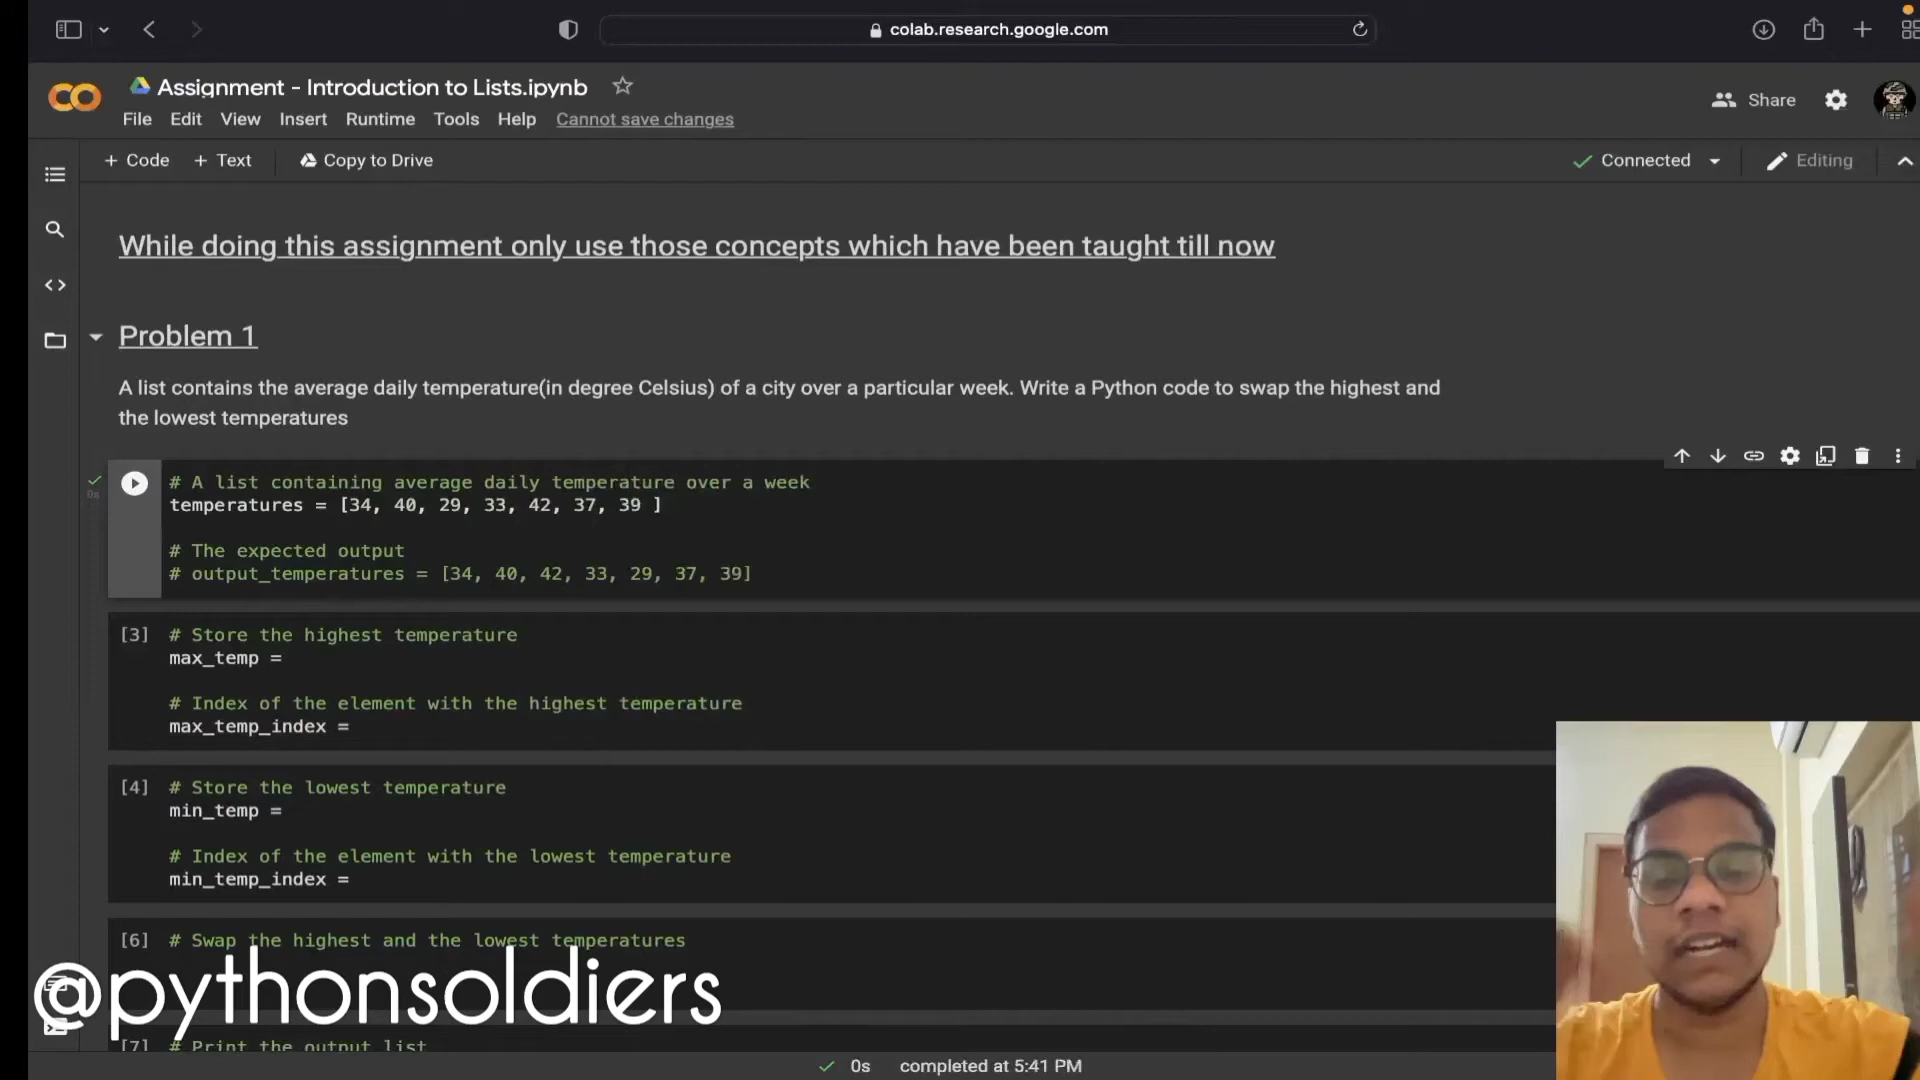 colab.research.google.com
Assignment - Introduction to Lists.ipynb
File Edit View Insert Runtime Tools Help Cannot save changes
Share
+ Code + Text Copy to Drive
Connected
Editing
While doing this assignment only use those concepts which have been taught till now
Problem 1
A list contains the average daily temperature(in degree Celsius) of a city over a particular week. Write a Python code to swap the highest and
the lowest temperatures
0s
# A list containing average daily temperature over a week
temperatures = [34, 40, 29, 33, 42, 37, 39 ]
# The expected output
# output_temperatures = [34, 40, 42, 33, 29, 37, 39]
[3] # Store the highest temperature
max_temp =
# Index of the element with the highest temperature
max_temp_index =
[4] # Store the lowest temperature
min_temp =
# Index of the element with the lowest temperature
min_temp_index =
[6] # Swap the highest and the lowest temperatures
@pythonsoldiers
[7] # Print the output list
0s completed at 5:41 PM